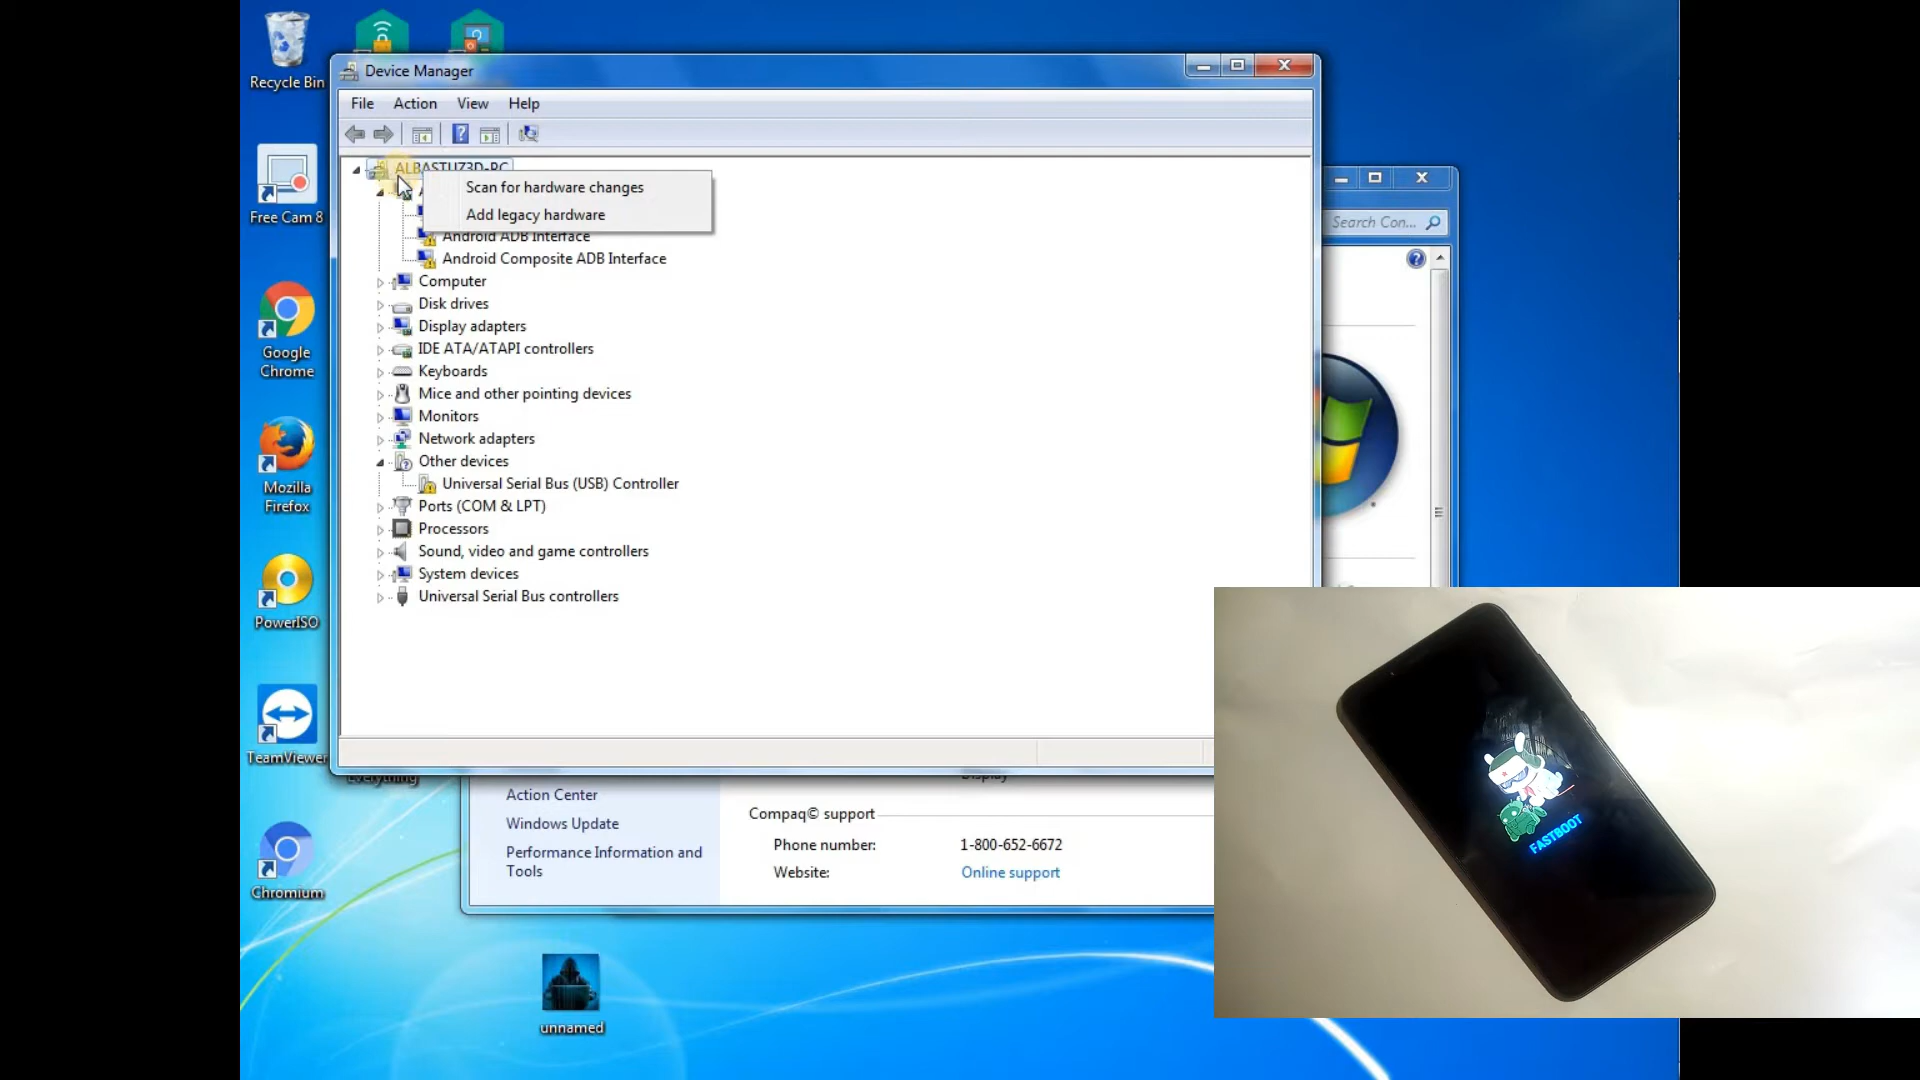 Recycle Bin
Device Manager
File Action View Help
ALBASTUZ3D-PC
Scan for hardware changes
Add legacy hardware
Android ADB Interface
Android Composite ADB Interface
Computer
Disk drives
Display adapters
IDE ATA/ATAPI controllers
Keyboards
Mice and other pointing devices
Monitors
Network adapters
Other devices
Universal Serial Bus (USB) Controller
Ports (COM & LPT)
Processors
Sound, video and game controllers
System devices
Universal Serial Bus controllers
Search Con...
Free Cam 8
Google
Chrome
Mozilla
Firefox
PowerISO
TeamViewer
Everything
Chromium
Display
Action Center
Windows Update
Performance Information and
Tools
Compaq© support
Phone number: 1-800-652-6672
Website: Online support
unnamed
FASTBOOT